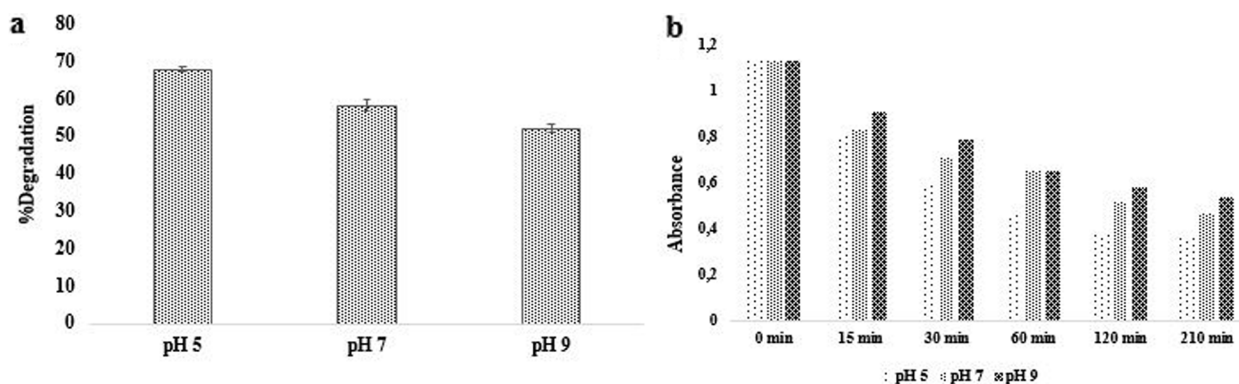 a
80
70
60
50
40
30
20
10
0
%Degradation
pH 5 pH 7 pH 9
b
1,2
1
0,8
0,6
0,4
0,2
0
Absorbance
0 min 15 min 30 min 60 min 120 min 210 min
pH 5 pH 7 pH 9